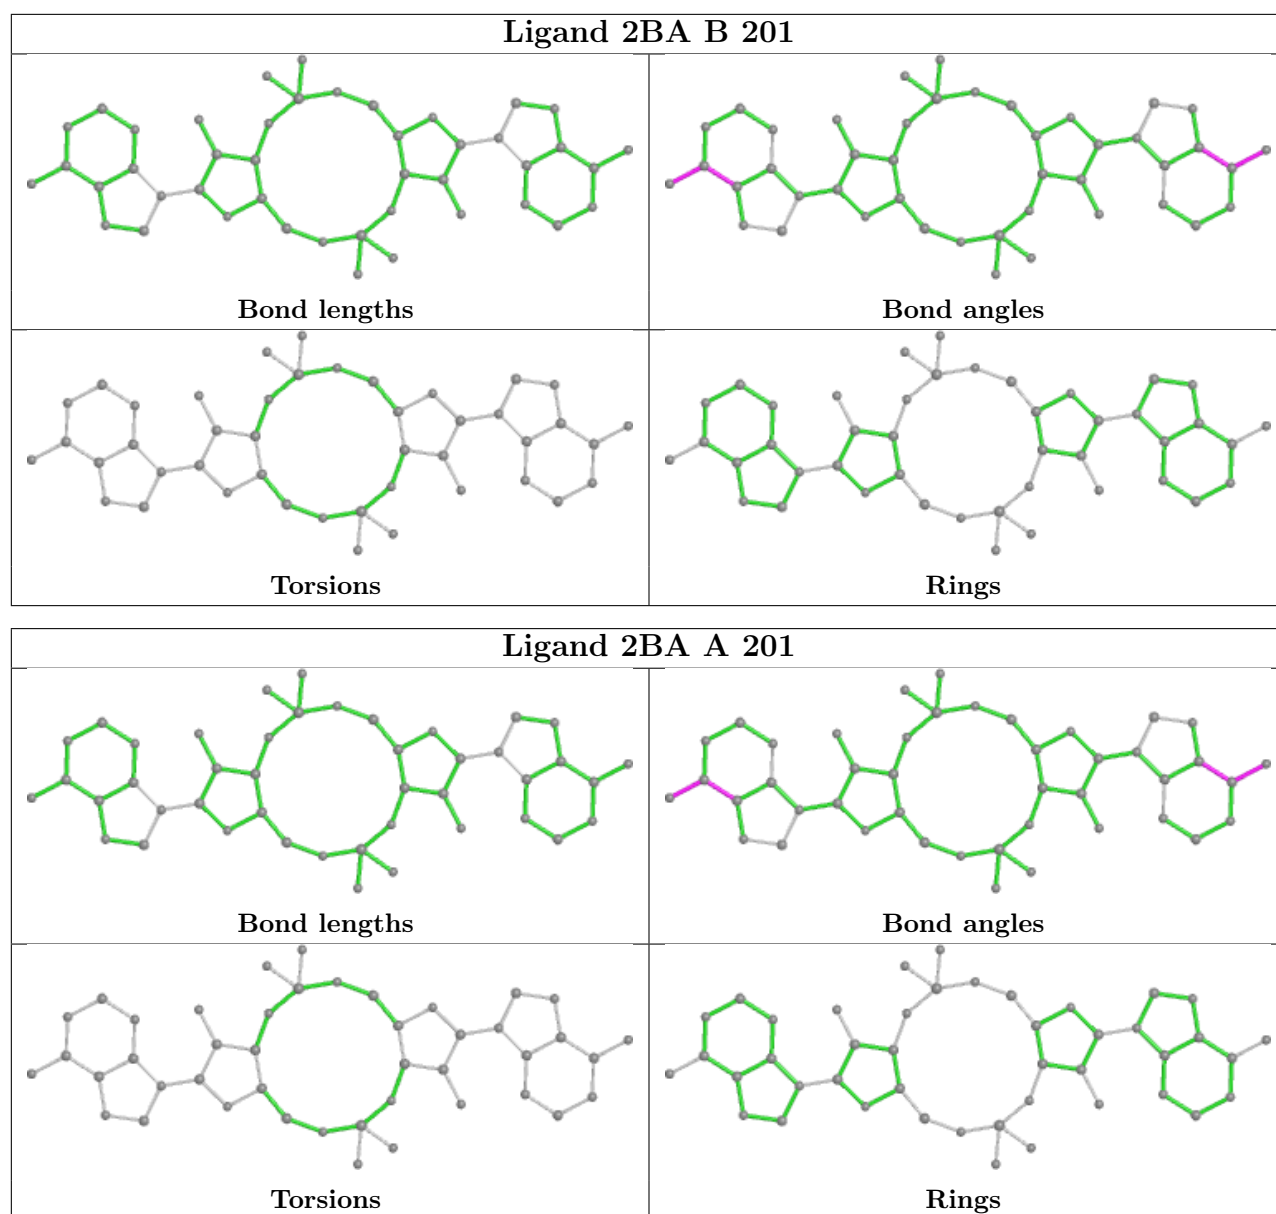 Ligand 2BA B 201
Bond lengths
Bond angles
Torsions
Rings
Ligand 2BA A 201
Bond lengths
Bond angles
Torsions
Rings